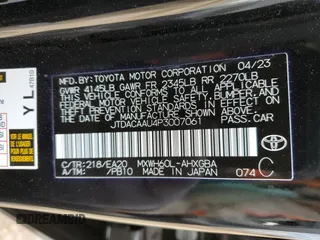 MFD. BY: TOYOTA MOTOR CORPORATION 04/23
GVWR 4145LB GAWR FR 2345LB RR 2270LB
THIS VEHICLE CONFORMS TO ALL APPLICABLE
FEDERAL MOTOR VEHICLE SAFETY, BUMPER, AND
THEFT PREVENTION STANDARDS IN EFFECT ON
THE DATE OF MANUFACTURE SHOWN ABOVE.
JTDACAAU4P3007061 PASS. CAR
C/TR: 218/EA20 MXWH60L-AHXGBA
A/TM: /PB10 MADE IN JAPAN 074 C
YL 47B10